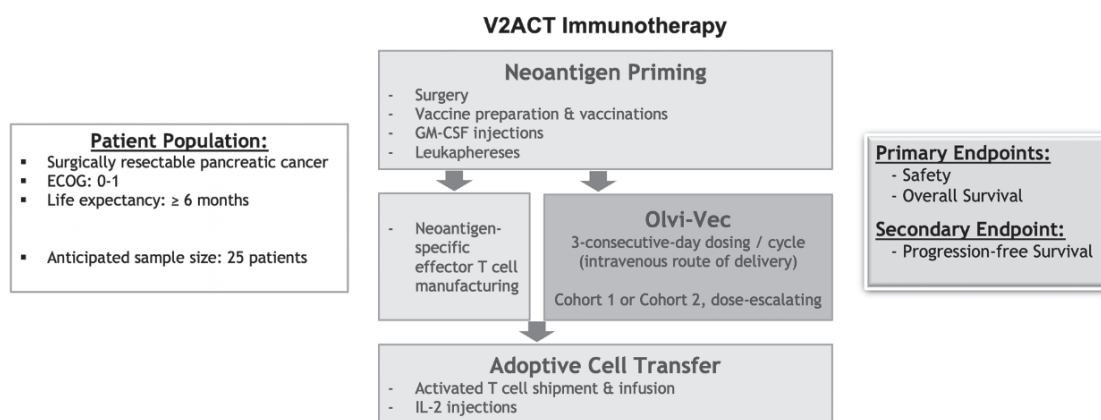 V2ACT Immunotherapy
Neoantigen Priming
- Surgery
- Vaccine preparation & vaccinations
- GM-CSF injections
- Leukaphereses
Patient Population:
▪ Surgically resectable pancreatic cancer
▪ ECOG: 0-1
▪ Life expectancy: ≥ 6 months
▪ Anticipated sample size: 25 patients
- Neoantigen-
specific
effector T cell
manufacturing
Olvi-Vec
3-consecutive-day dosing / cycle
(intravenous route of delivery)
Cohort 1 or Cohort 2, dose-escalating
Primary Endpoints:
- Safety
- Overall Survival
Secondary Endpoint:
- Progression-free Survival
Adoptive Cell Transfer
- Activated T cell shipment & infusion
- IL-2 injections